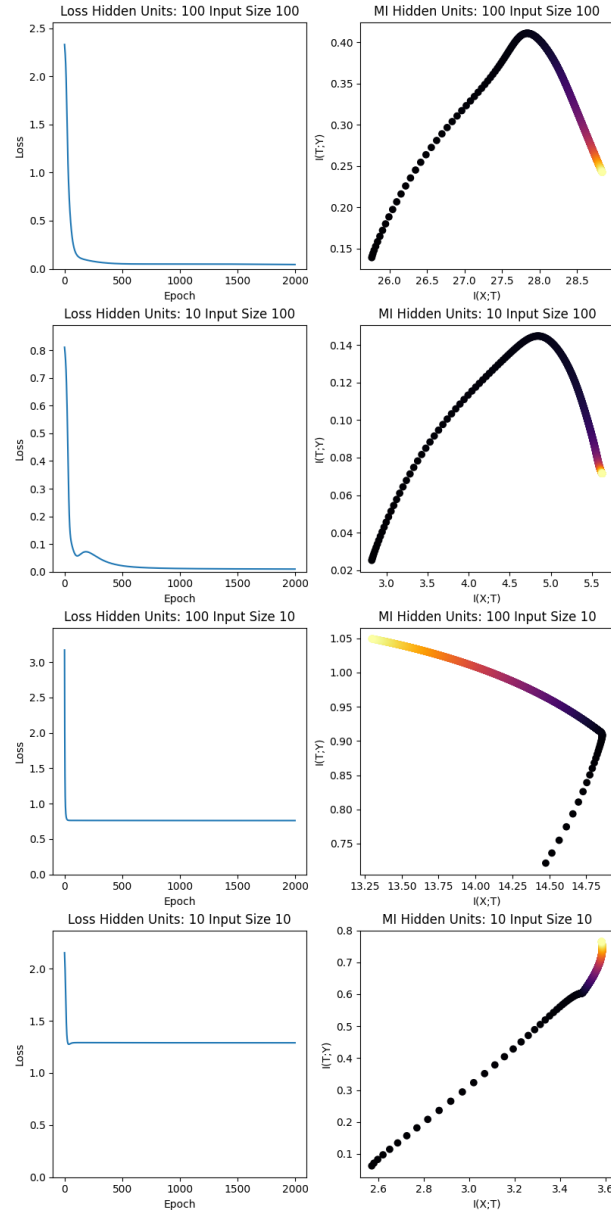 Loss Hidden Units: 100 Input Size 100
2.5
2.0
1.5
1.0
0.5
0.0
Loss
0 500 1000 1500 2000
Epoch
MI Hidden Units: 100 Input Size 100
0.40
0.35
0.30
0.25
0.20
0.15
I(T;Y)
26.0 26.5 27.0 27.5 28.0 28.5
I(X;T)
Loss Hidden Units: 10 Input Size 100
0.8
0.7
0.6
0.5
0.4
0.3
0.2
0.1
0.0
Loss
0 500 1000 1500 2000
Epoch
MI Hidden Units: 10 Input Size 100
0.14
0.12
0.10
0.08
0.06
0.04
0.02
I(T;Y)
3.0 3.5 4.0 4.5 5.0 5.5
I(X;T)
Loss Hidden Units: 100 Input Size 10
3.0
2.5
2.0
1.5
1.0
0.5
0.0
Loss
0 500 1000 1500 2000
Epoch
MI Hidden Units: 100 Input Size 10
1.05
1.00
0.95
0.90
0.85
0.80
0.75
I(T;Y)
13.25 13.50 13.75 14.00 14.25 14.50 14.75
I(X;T)
Loss Hidden Units: 10 Input Size 10
2.0
1.5
1.0
0.5
0.0
Loss
0 500 1000 1500 2000
Epoch
MI Hidden Units: 10 Input Size 10
0.8
0.7
0.6
0.5
0.4
0.3
0.2
0.1
I(T;Y)
2.6 2.8 3.0 3.2 3.4 3.6
I(X;T)